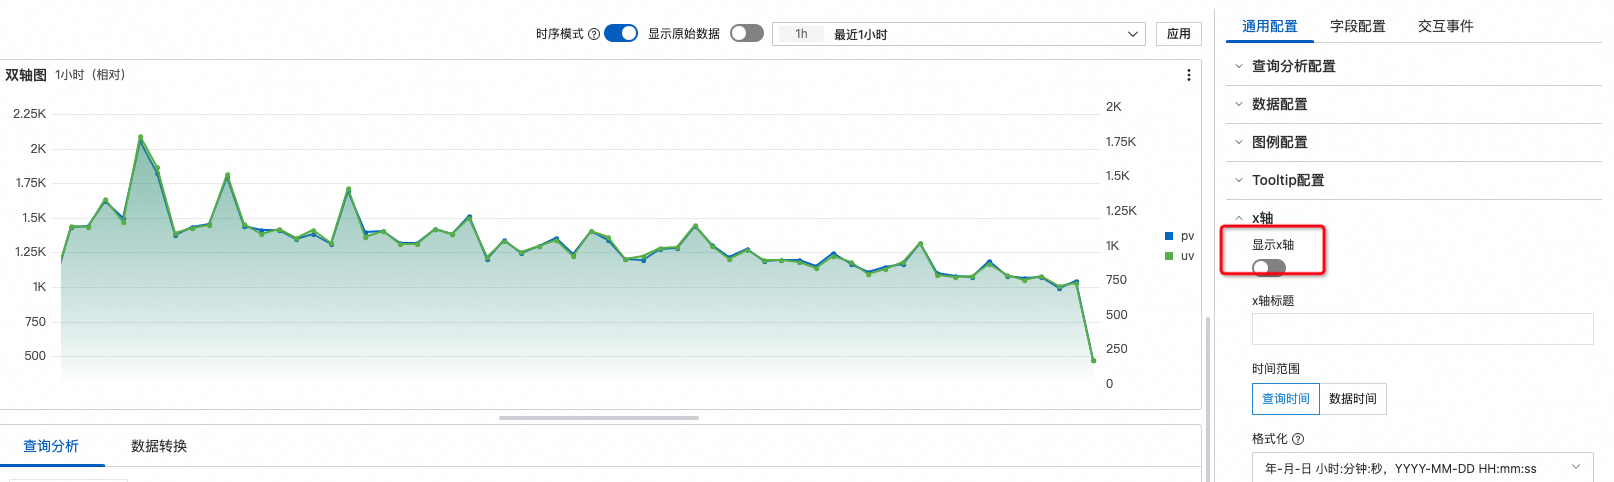 时序模式
显示原始数据
1h 最近1小时
应用
双轴图 1小时（相对）
2.25K
2K
1.75K
1.5K
1.25K
1K
750
500
2K
1.75K
1.5K
1.25K
1K
750
500
250
0
pv
uv
查询分析
数据转换
通用配置
字段配置
交互事件
查询分析配置
数据配置
图例配置
Tooltip配置
x轴
显示x轴
x轴标题
时间范围
查询时间
数据时间
格式化
年-月-日 小时:分钟:秒，YYYY-MM-DD HH:mm:ss